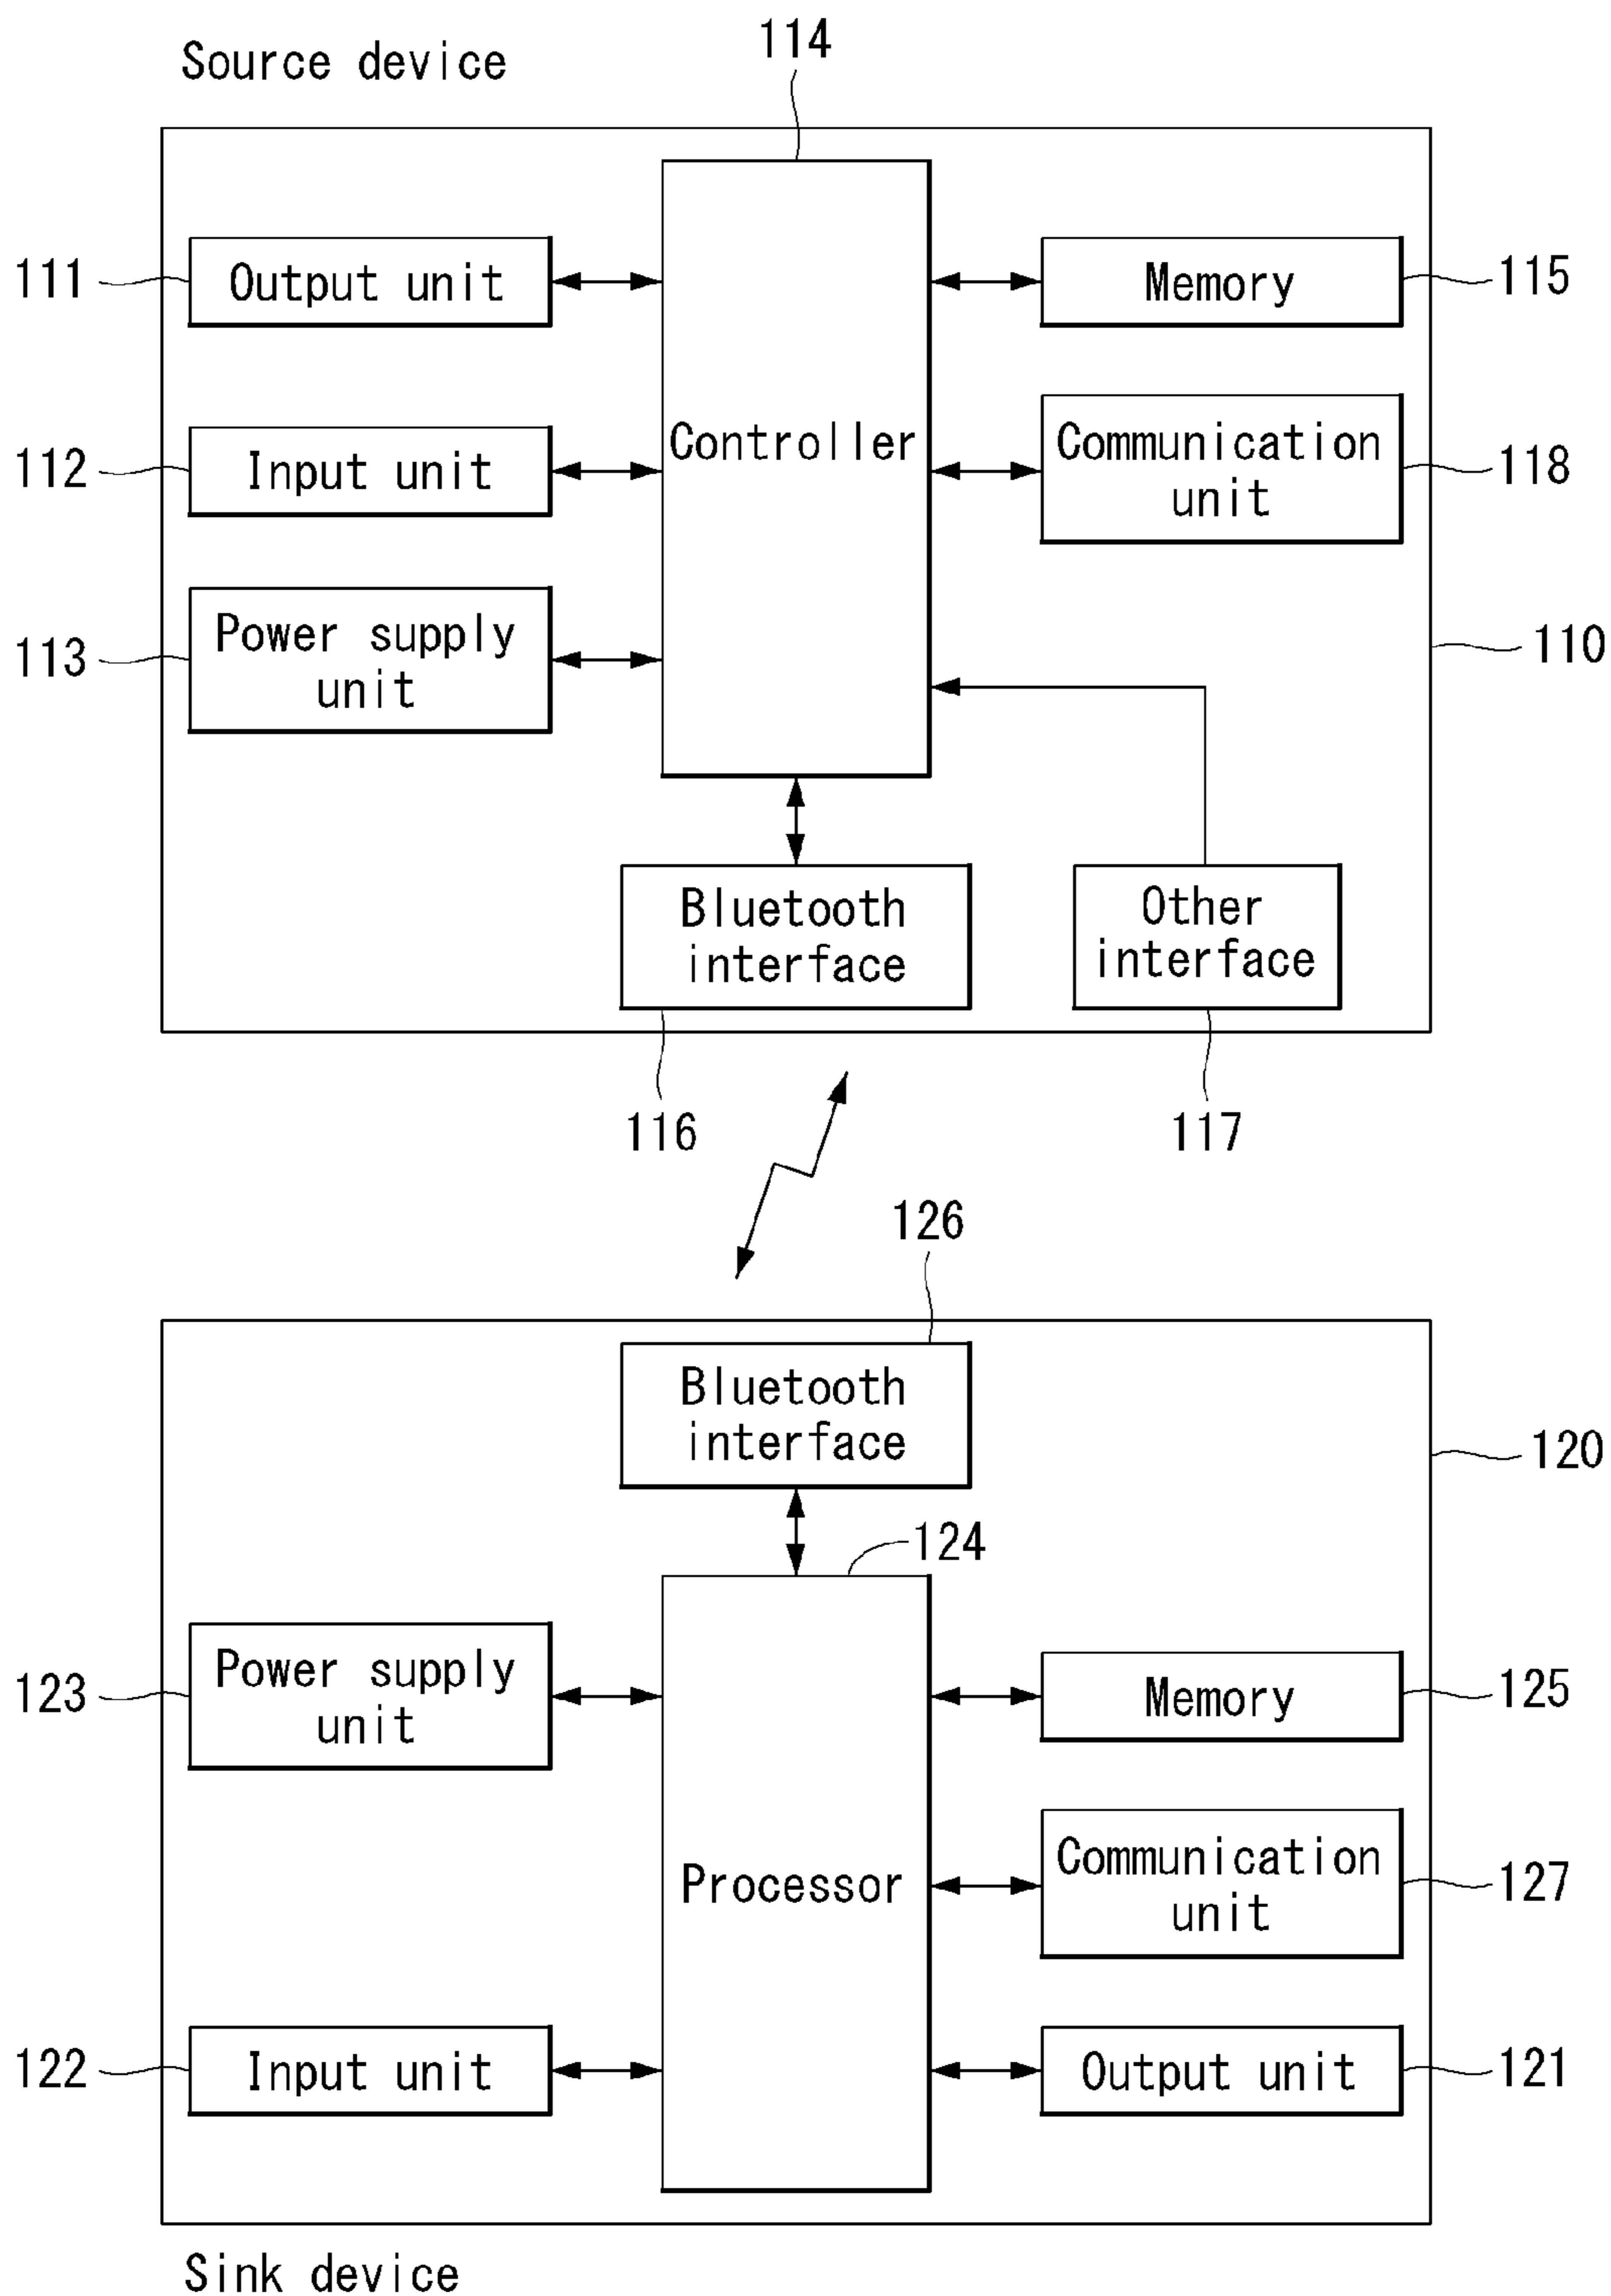 Source device
114
111
Output unit
Memory
115
112
Input unit
Controller
Communication
unit
118
113
Power supply
unit
110
Bluetooth
interface
Other
interface
116
117
126
Bluetooth
interface
120
124
123
Power supply
unit
Memory
125
Processor
Communication
unit
127
122
Input unit
Output unit
121
Sink device